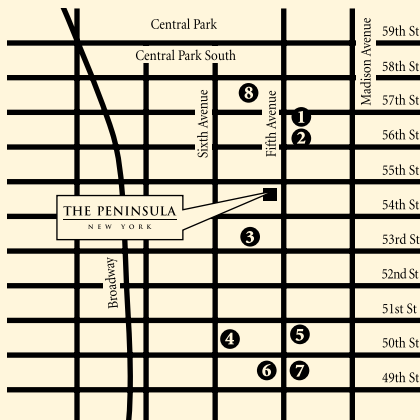 Central Park
59th St
Central Park South
58th St
Madison Avenue
57th St
8
Sixth Avenue
Fifth Avenue
1
2
56th St
55th St
THE PENINSULA
NEW YORK
54th St
3
53rd St
Broadway
52nd St
51st St
4
5
50th St
6
7
49th St